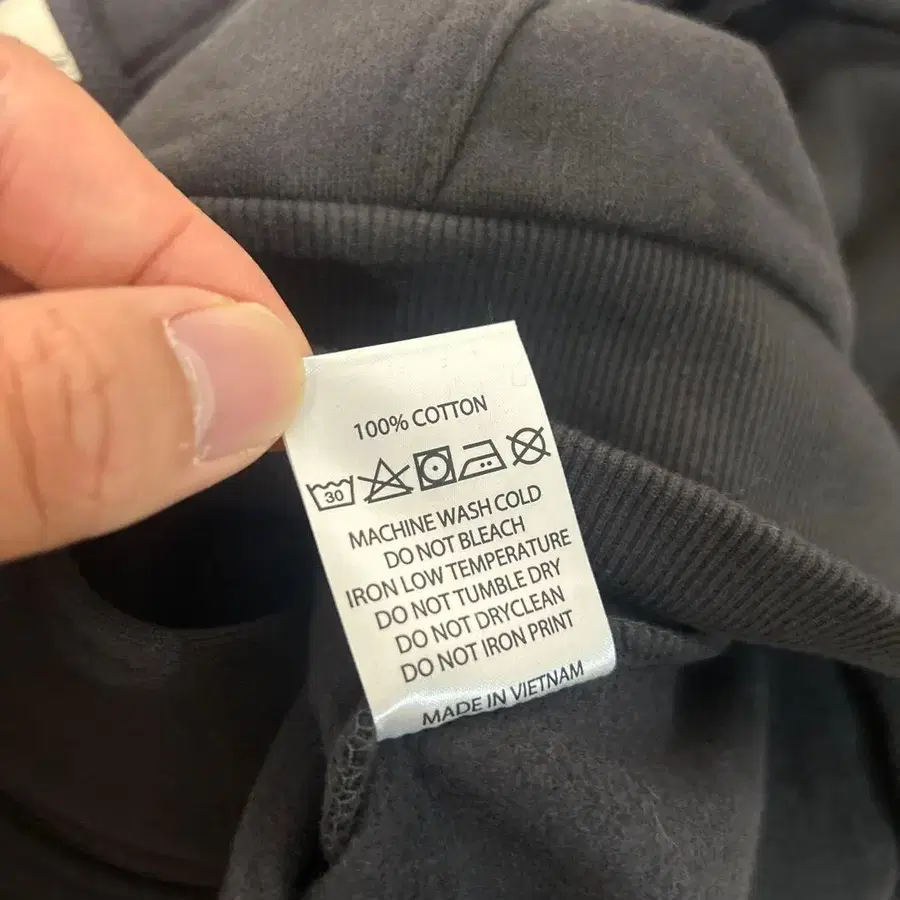 100% COTTON
30
MACHINE WASH COLD
DO NOT BLEACH
IRON LOW TEMPERATURE
DO NOT TUMBLE DRY
DO NOT DRYCLEAN
DO NOT IRON PRINT
MADE IN VIETNAM